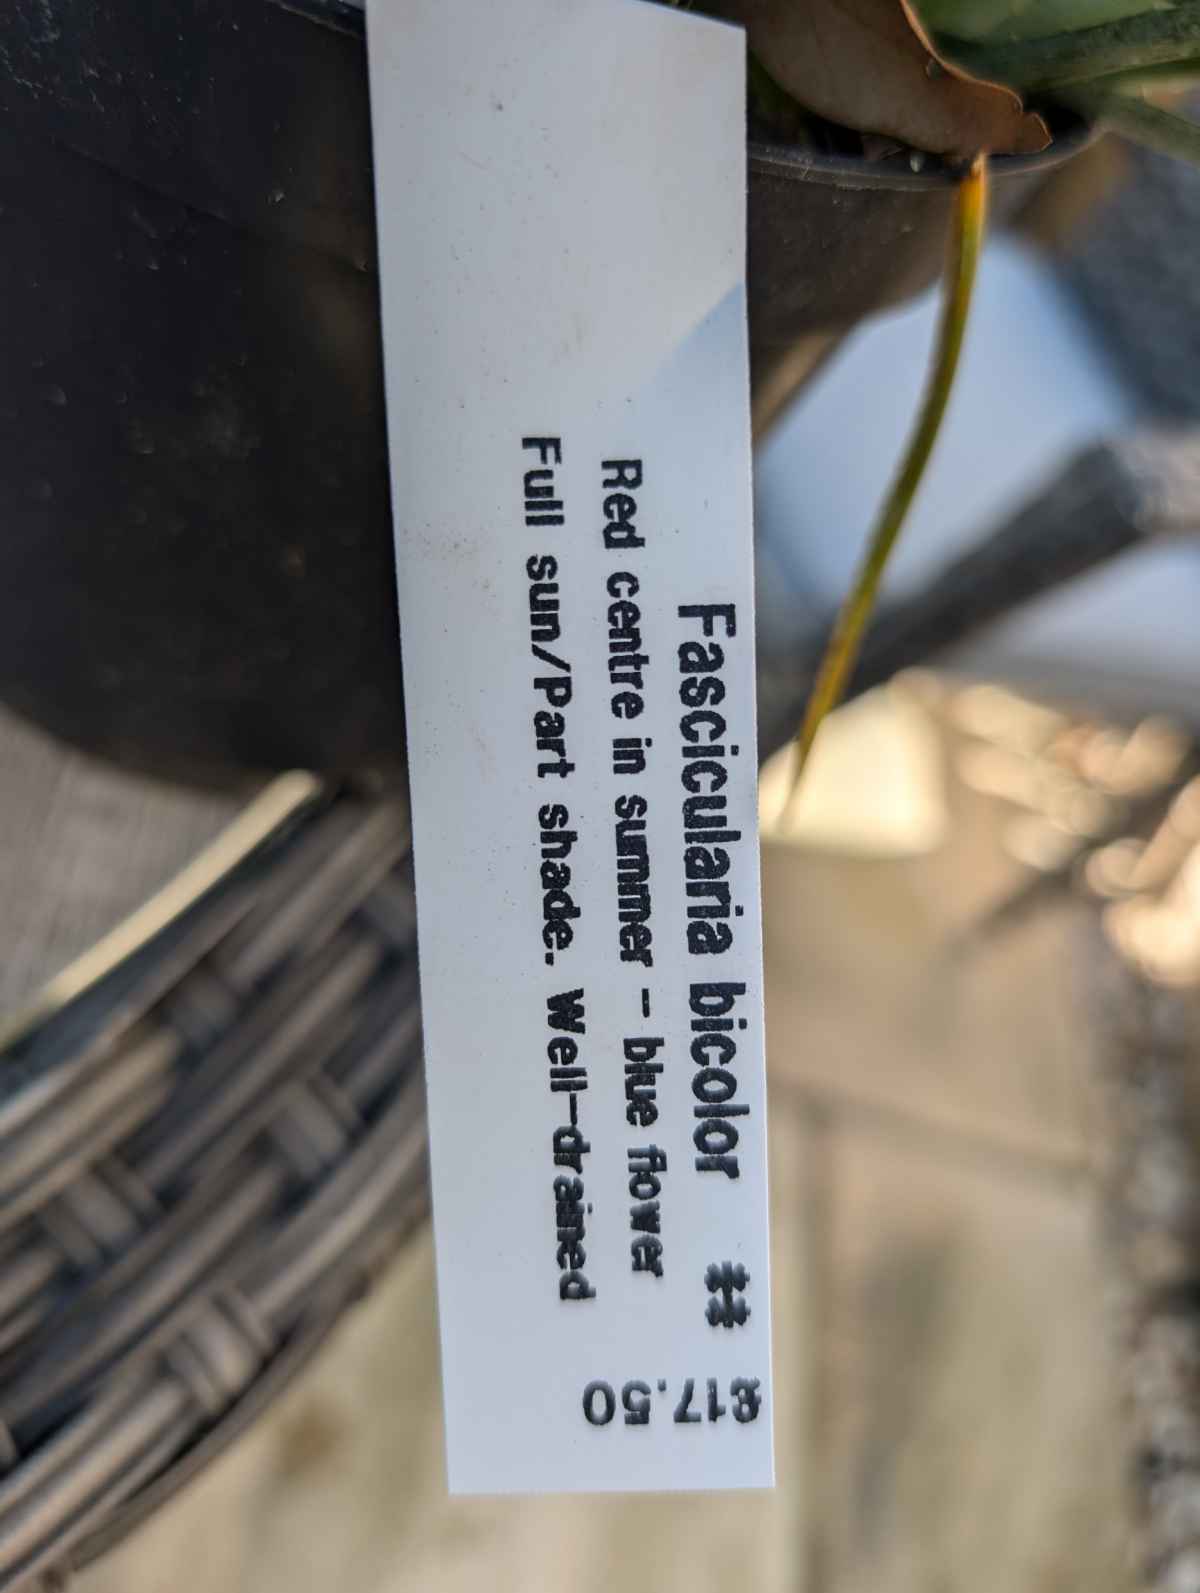 Fascicularia bicolor **
Red centre in summer - blue flower
Full sun/Part shade. Well-drained
£17.50